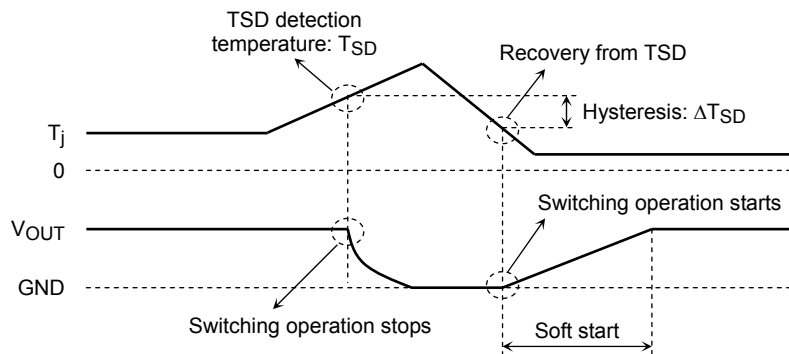 TSD detection
temperature: TSD
Recovery from TSD
Hysteresis: ΔTSD
Tj
0
Switching operation starts
VOUT
GND
Switching operation stops
Soft start